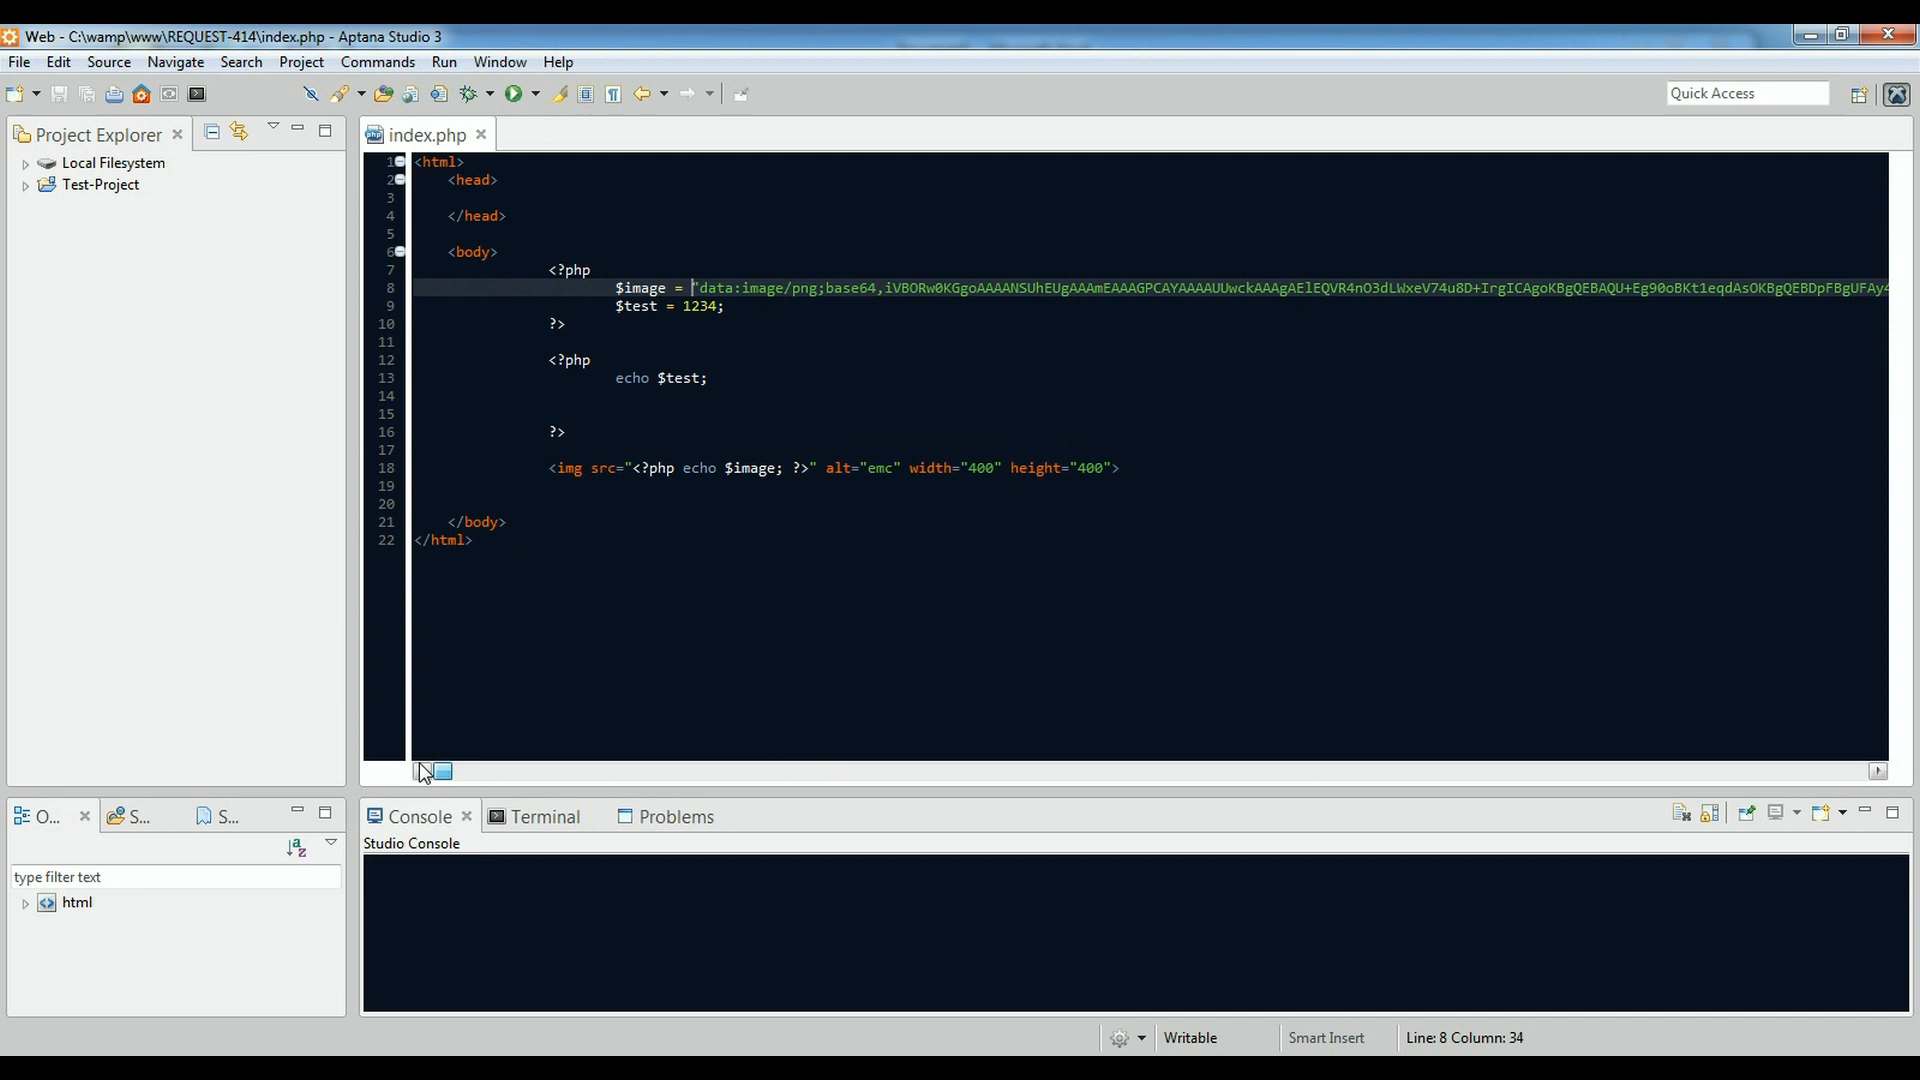 Web - C:\wamp\www\REQUEST-414\index.php - Aptana Studio 3
File Edit Source Navigate Search Project Commands Run Window Help
Quick Access
Project Explorer
Local Filesystem
Test-Project
index.php
1 <html>
2 <head>
3
4 </head>
5
6 <body>
7 <?php
8 $image = "data:image/png;base64,iVBORw0KGgoAAAANSUhEUgAAAmEAAAGPCAYAAAAUUwckAAAgAElEQVR4nO3dLWxeV74u8D+IrgICAgoKBgQEBAQU+Eg90oBKt1eqdAsOKBgQEBDpFBgUFAy4
9 $test = 1234;
10 ?>
11
12 <?php
13 echo $test;
14
15
16 ?>
17
18 <img src="<?php echo $image; ?>" alt="emc" width="400" height="400">
19
20
21 </body>
22 </html>
O...
S...
S...
type filter text
html
Console Terminal Problems
Studio Console
Writable Smart Insert Line: 8 Column: 34